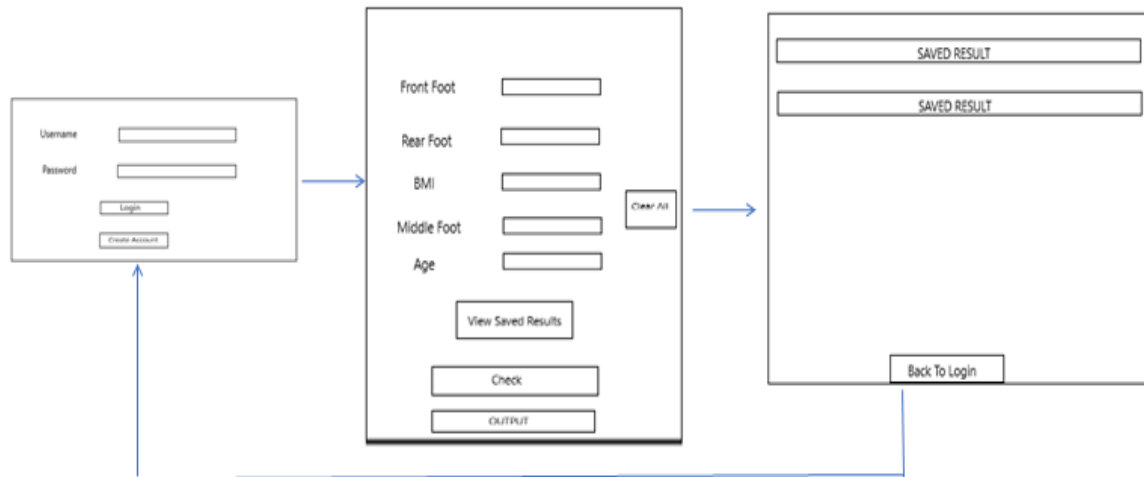 Username
Password
Login
Create Account
Front Foot
Rear Foot
BMI
Middle Foot
Age
Clear All
View Saved Results
Check
OUTPUT
SAVED RESULT
SAVED RESULT
Back To Login